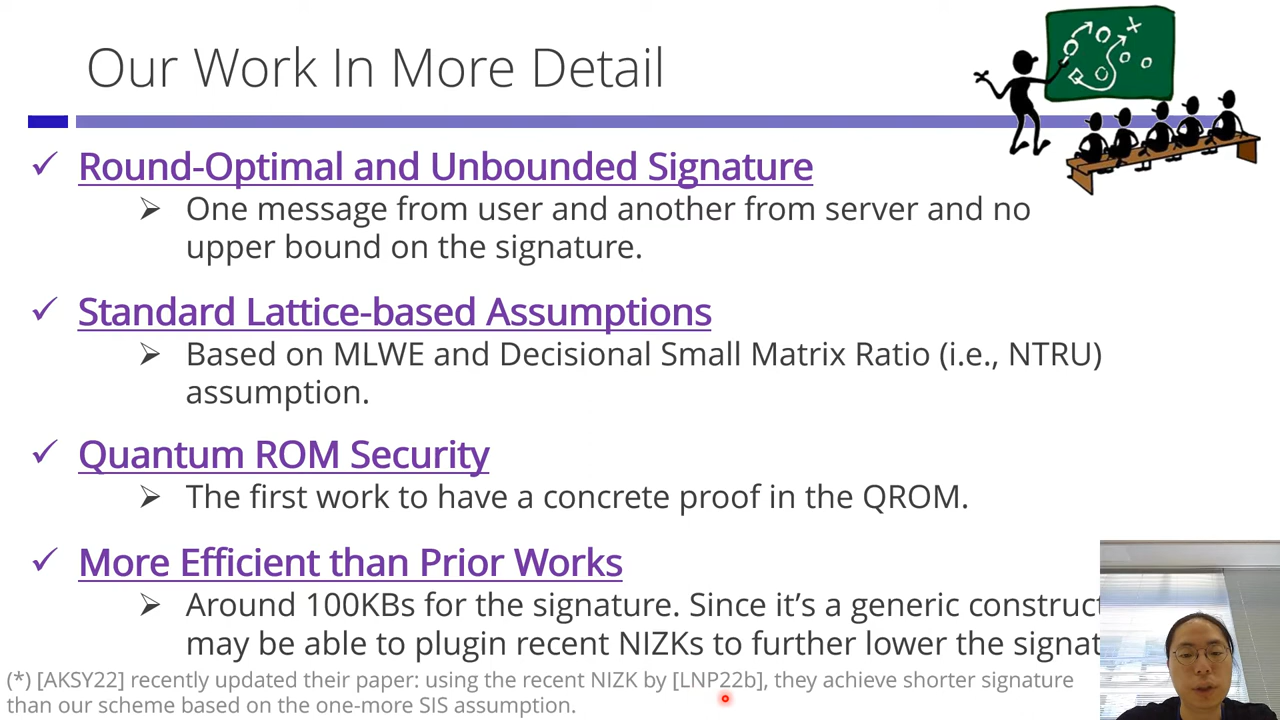 Our Work In More Detail
Round-Optimal and Unbounded Signature
One message from user and another from server and no
upper bound on the signature.
Standard Lattice-based Assumptions
Based on MLWE and Decisional Small Matrix Ratio (i.e., NTRU)
assumption.
Quantum ROM Security
The first work to have a concrete proof in the QROM.
More Efficient than Prior Works
Around 100KBs for the signature. Since it's a generic construct
may be able to plugin recent NIZKs to further lower the signat
(*) [AKSY22] recently updated their paper. Using the recent NIZK by [LNP22b], they achieve shorter signature
than our scheme based on the one-more SIS assumption.